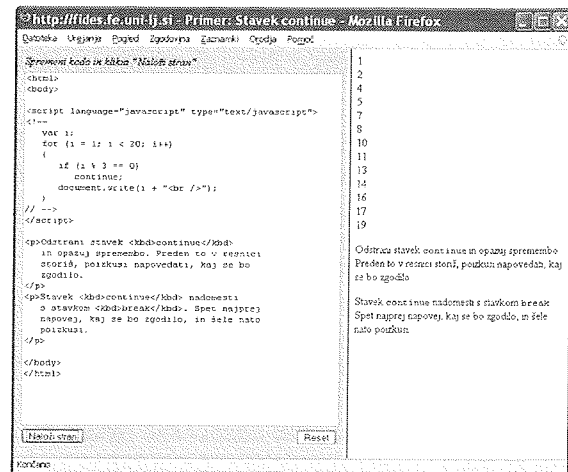 http://fides.fe.uni-lj.si - Primer: Stavek continue - Mozilla Firefox
Datoteka Urejanje Pogled Zgodovina Zaznamki Orodja Pomoč
Spremeni kodo in klikni "Naloži stran"
<html>
<body>
<script language="javascript" type="text/javascript">
<!--
var i;
for (i = 1; i < 20; i++)
{
if (i % 3 == 0)
continue;
document.write(i + "<br />");
}
// -->
</script>
<p>Odstrani stavek <kbd>continue</kbd>
in opazuj spremembo. Preden to v resnici
storiš, poizkusi napovedati, kaj se bo
zgodilo.
</p>
<p>Stavek <kbd>continue</kbd> nadomesti
s stavkom <kbd>break</kbd>. Spet najprej
napovej, kaj se bo zgodilo, in šele nato
poizkusi.
</p>
</body>
</html>
Naloži stran
Reset
1
2
4
5
7
8
10
11
13
14
16
17
19
Odstrani stavek continue in opazuj spremembo
Preden to v resnici storiš, poizkusi napovedati, kaj
se bo zgodilo
Stavek continue nadomesti s stavkom break
Spet najprej napovej, kaj se bo zgodilo, in šele
nato poizkusi
Končano